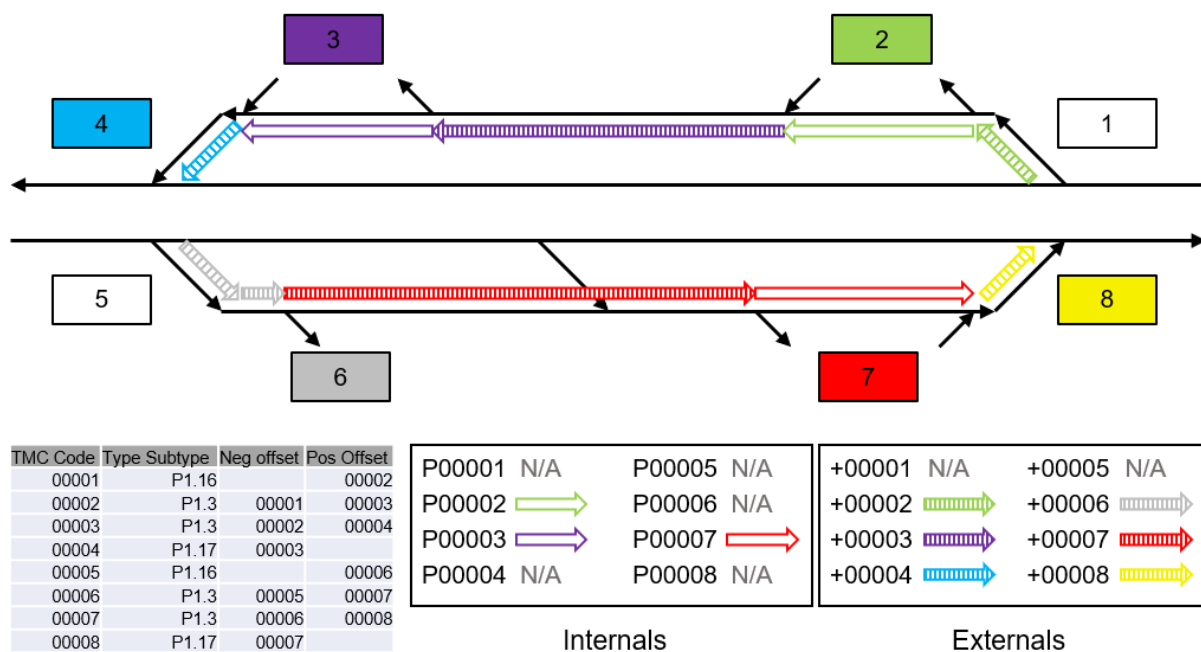 3
2
4
1
5
8
6
7
TMC Code Type Subtype Neg offset Pos Offset
00001 P1.16 00002
00002 P1.3 00001 00003
00003 P1.3 00002 00004
00004 P1.17 00003
00005 P1.16 00006
00006 P1.3 00005 00007
00007 P1.3 00006 00008
00008 P1.17 00007
P00001 N/A P00005 N/A
P00002 P00006 N/A
P00003 P00007
P00004 N/A P00008 N/A
Internals
+00001 N/A +00005 N/A
+00002 +00006
+00003 +00007
+00004 +00008
Externals